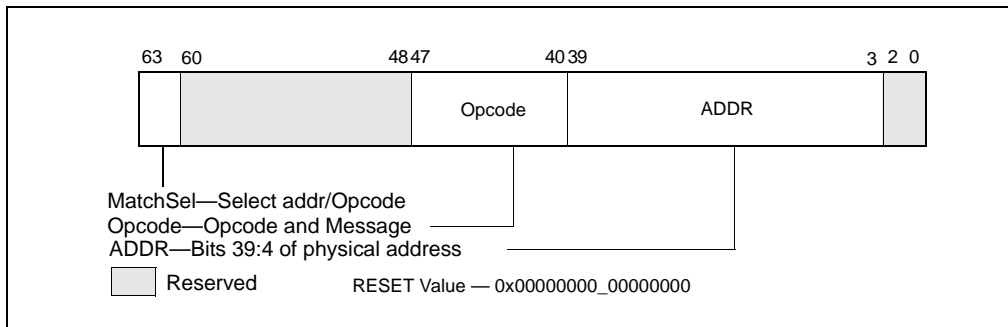 63 60 48 47 40 39 3 2 0
Opcode ADDR
MatchSel—Select addr/Opcode
Opcode—Opcode and Message
ADDR—Bits 39:4 of physical address
Reserved RESET Value — 0x00000000_00000000